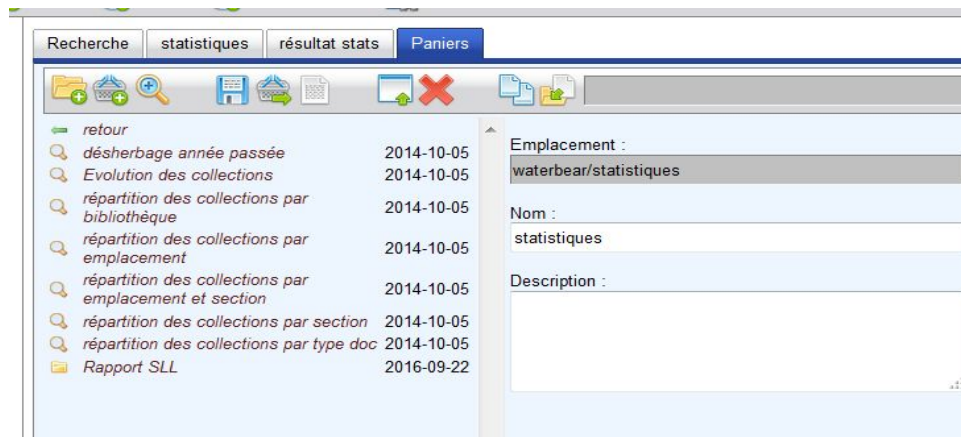 Recherche statistiques résultat stats Paniers
retour
désherbage année passée 2014-10-05
Evolution des collections 2014-10-05
répartition des collections par
bibliothèque 2014-10-05
répartition des collections par
emplacement 2014-10-05
répartition des collections par
emplacement et section 2014-10-05
répartition des collections par section 2014-10-05
répartition des collections par type doc 2014-10-05
Rapport SLL 2016-09-22
Emplacement :
waterbear/statistiques
Nom :
statistiques
Description :